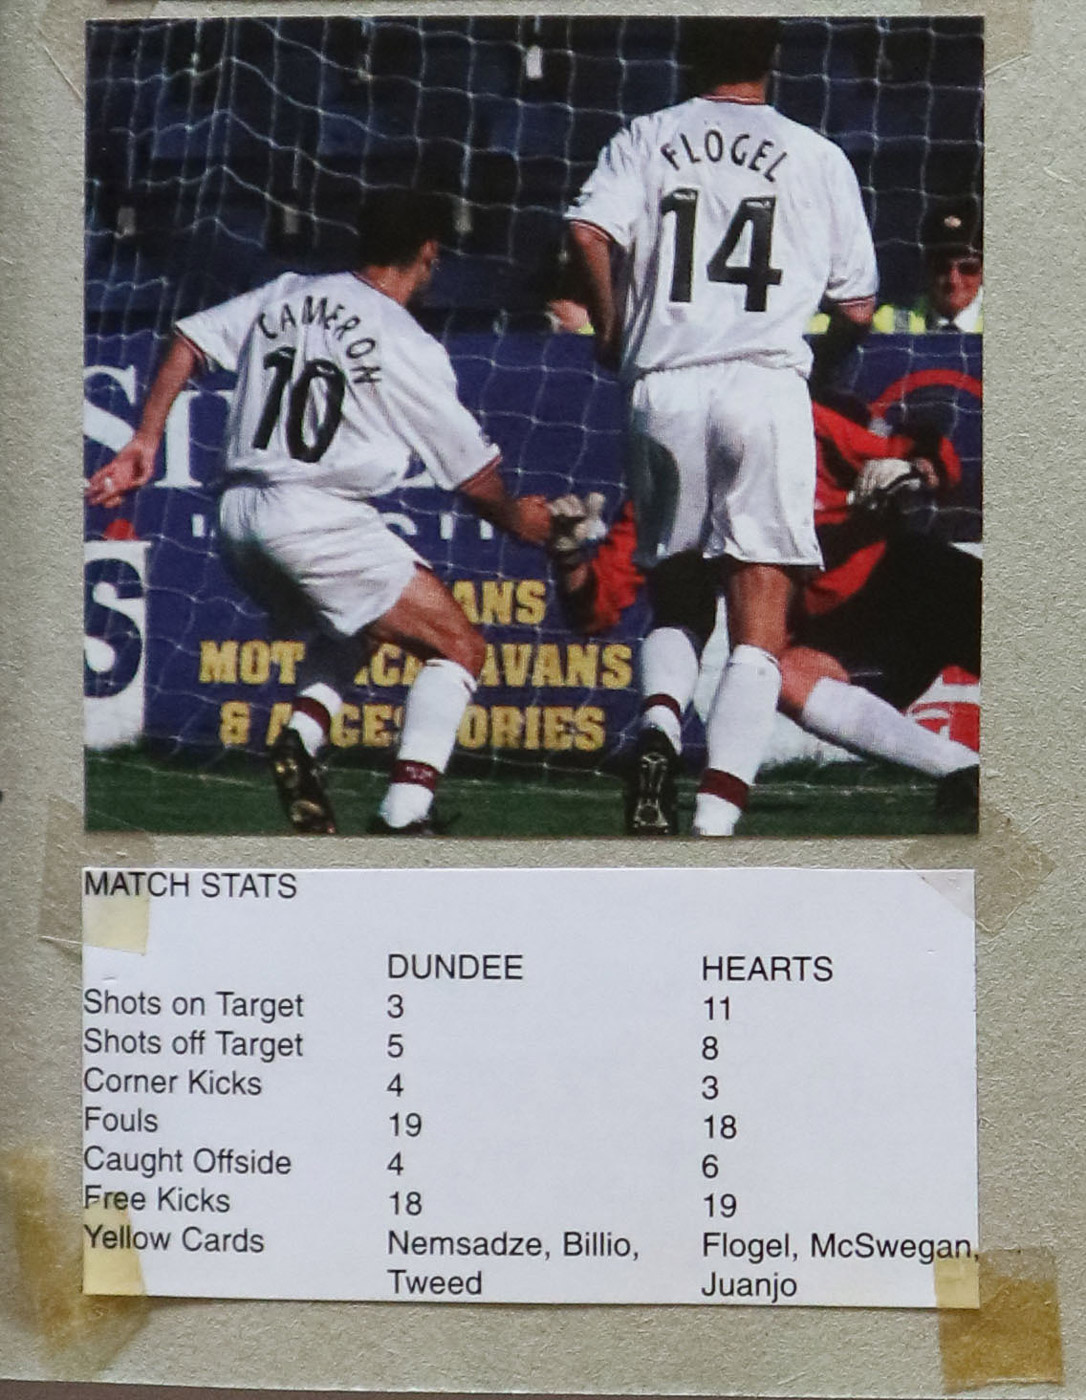 FLÖGEL
14
CAMERON
10
ANS
MOT
AVANS
&
ORIES
MATCH STATS
DUNDEE HEARTS
Shots on Target 3 11
Shots off Target 5 8
Corner Kicks 4 3
Fouls 19 18
Caught Offside 4 6
Free Kicks 18 19
Yellow Cards Nemsadze, Billio, Flogel, McSwegan,
Tweed Juanjo